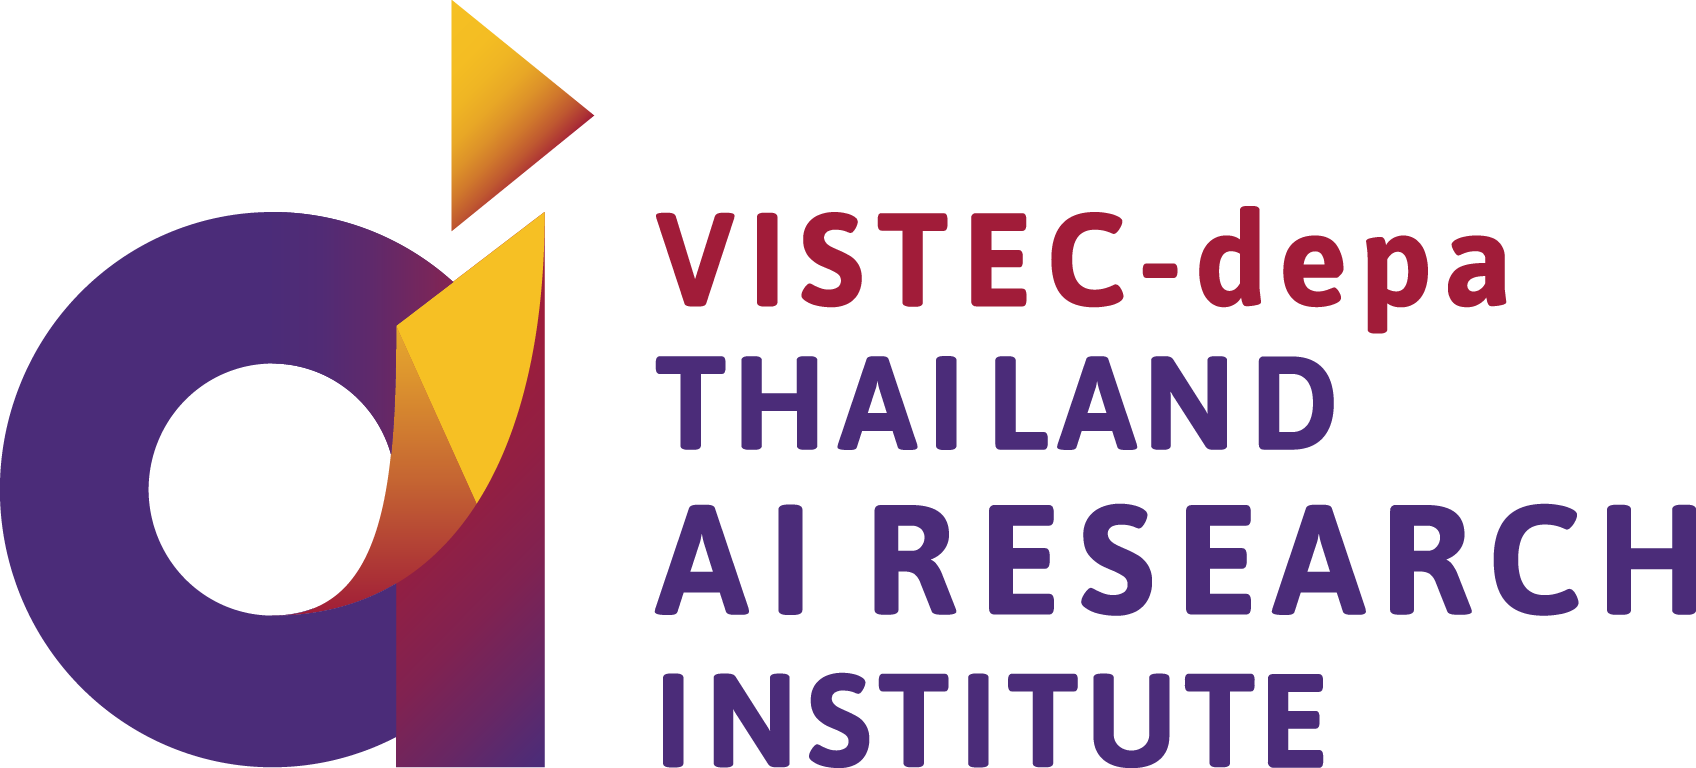 VISTEC-depa
THAILAND
AI RESEARCH
INSTITUTE